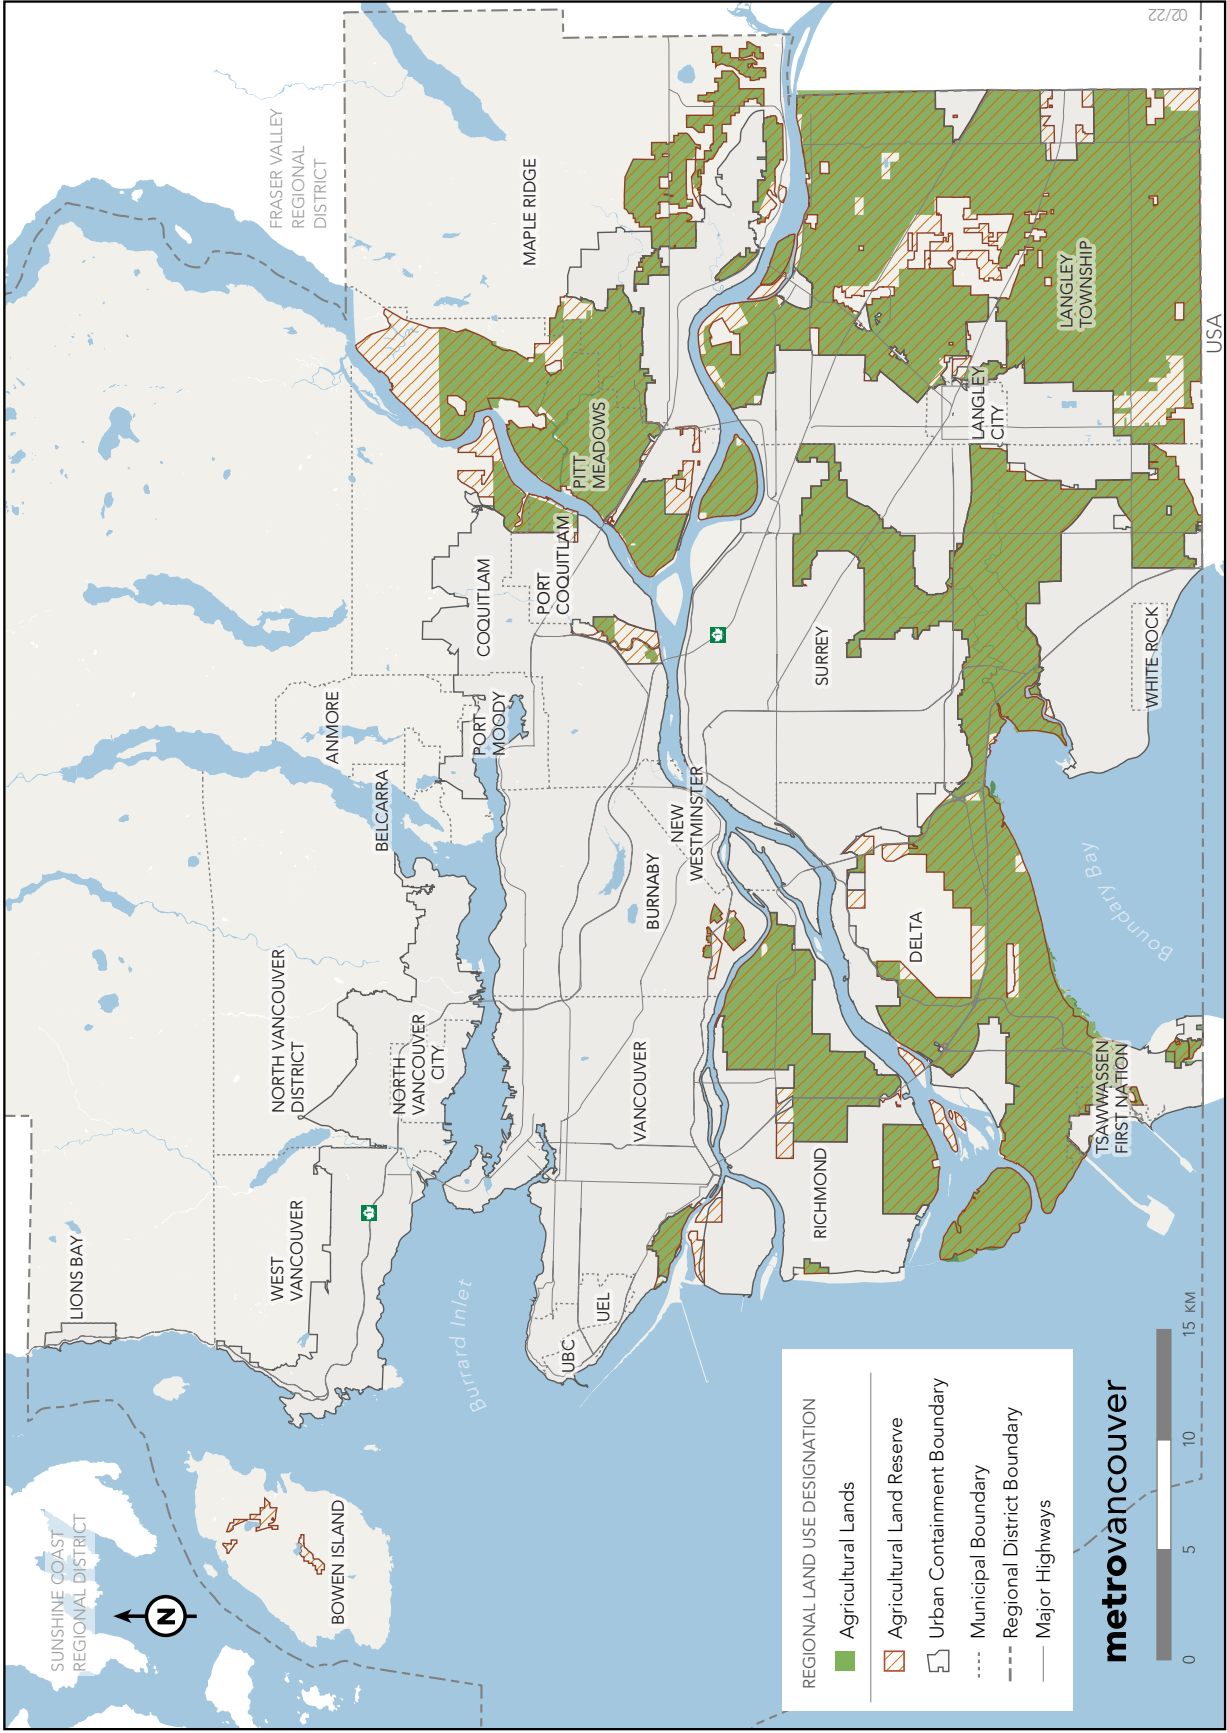 SUNSHINE COAST
REGIONAL DISTRICT
LIONS BAY
BOWEN ISLAND
N
WEST
VANCOUVER
NORTH VANCOUVER
DISTRICT
NORTH
VANCOUVER
CITY
BELCARRA
ANMORE
FRASER VALLEY
REGIONAL
DISTRICT
Burrard Inlet
PORT
MOODY
COQUITLAM
PORT
COQUITLAM
PITT
MEADOWS
MAPLE RIDGE
UBC
UEL
VANCOUVER
BURNABY
NEW
WESTMINSTER
RICHMOND
DELTA
SURREY
LANGLEY
CITY
LANGLEY
TOWNSHIP
TSAWWASSEN
FIRST NATION
Boundary Bay
WHITE ROCK
USA
REGIONAL LAND USE DESIGNATION
Agricultural Lands
Agricultural Land Reserve
Urban Containment Boundary
Municipal Boundary
Regional District Boundary
Major Highways
metrovancouver
0 5 10 15 KM
02/22